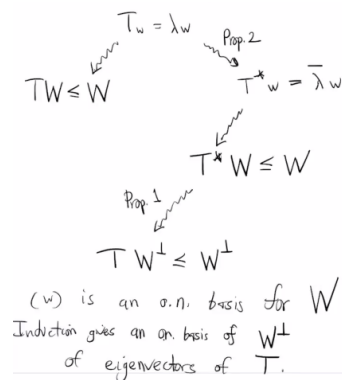 Tw = λw
Prop. 2
TW ≤ W
T* w = λ̄ w
T* W ≤ W
Prop. 1
T W⊥ ≤ W⊥
(w) is an o.n. basis for W
Induction gives an on. basis of W⊥
of eigenvectors of T.